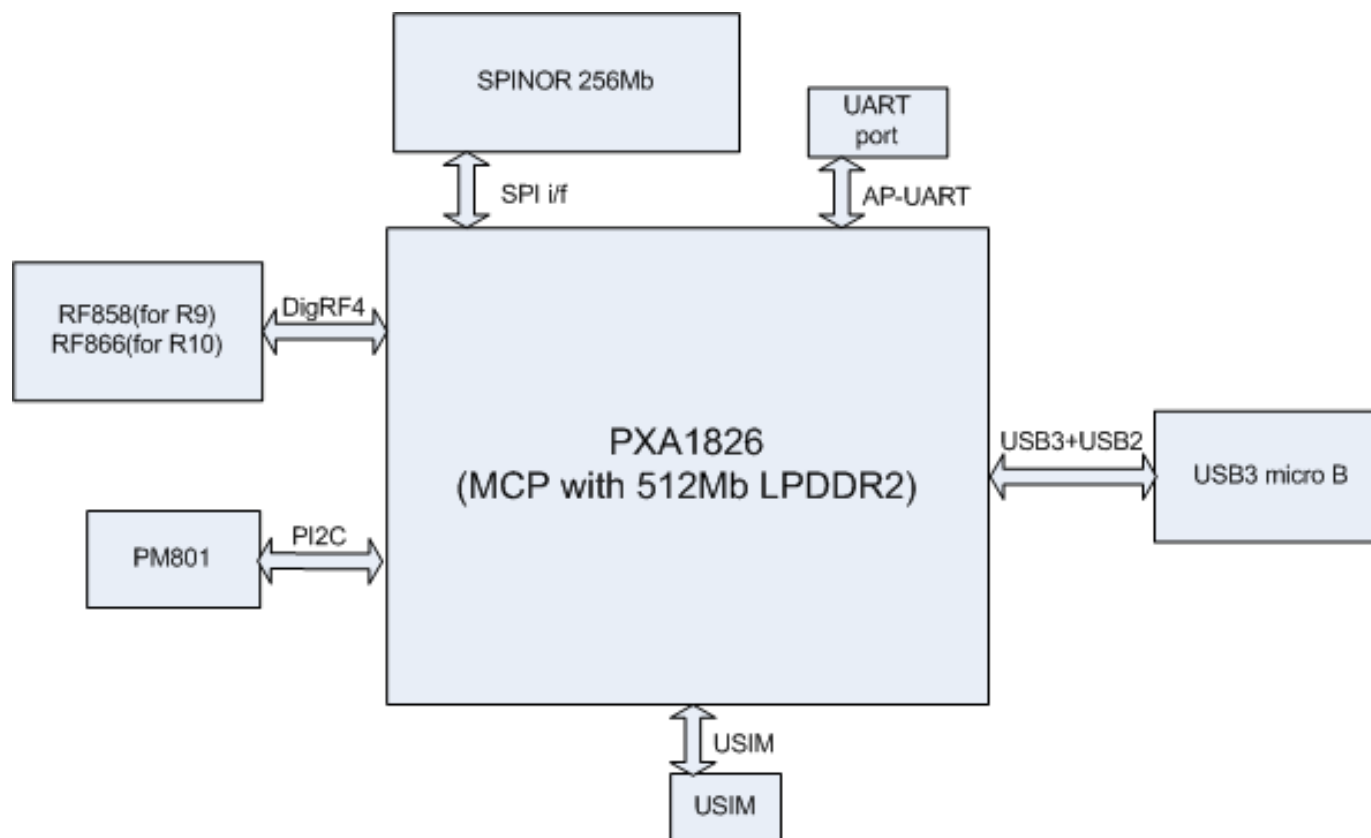 SPINOR 256Mb
UART
port
SPI i/f
AP-UART
RF858(for R9)
RF866(for R10)
DigRF4
PXA1826
(MCP with 512Mb LPDDR2)
USB3+USB2
USB3 micro B
PM801
PI2C
USIM
USIM